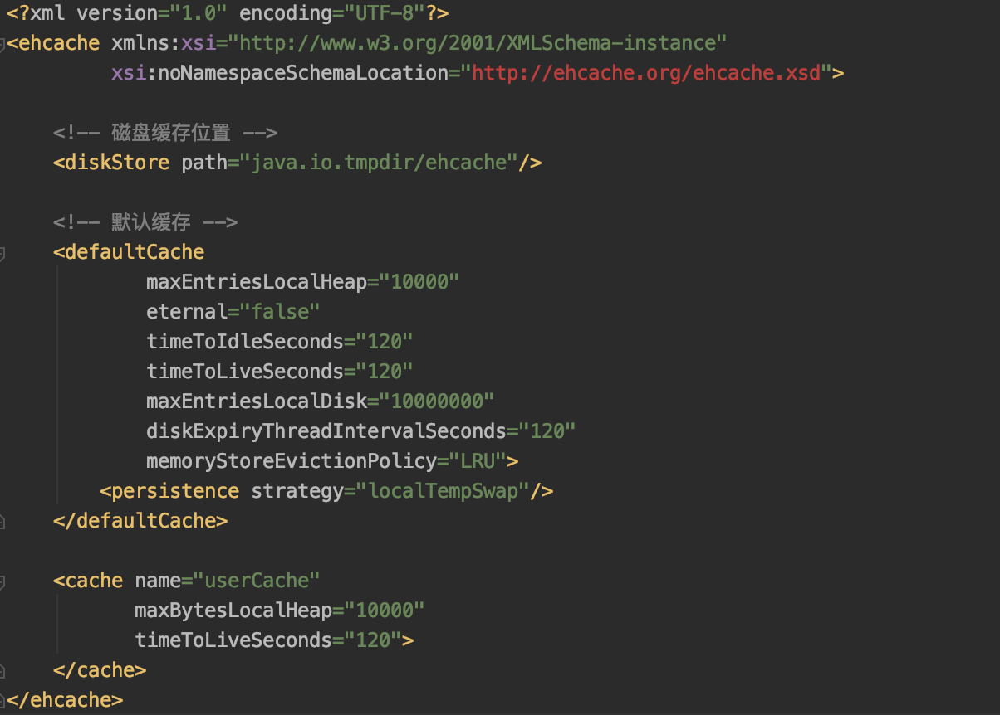 <?xml version="1.0" encoding="UTF-8"?>
<ehcache xmlns:xsi="http://www.w3.org/2001/XMLSchema-instance"
         xsi:noNamespaceSchemaLocation="http://ehcache.org/ehcache.xsd">

    <!-- 磁盘缓存位置 -->
    <diskStore path="java.io.tmpdir/ehcache"/>

    <!-- 默认缓存 -->
    <defaultCache
            maxEntriesLocalHeap="10000"
            eternal="false"
            timeToIdleSeconds="120"
            timeToLiveSeconds="120"
            maxEntriesLocalDisk="10000000"
            diskExpiryThreadIntervalSeconds="120"
            memoryStoreEvictionPolicy="LRU">
        <persistence strategy="localTempSwap"/>
    </defaultCache>

    <cache name="userCache"
           maxBytesLocalHeap="10000"
           timeToLiveSeconds="120">
    </cache>
</ehcache>